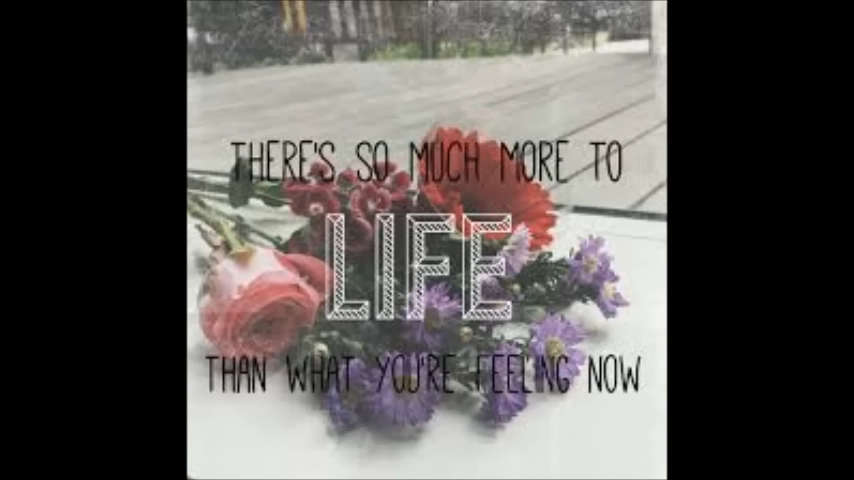 THERE'S SO MUCH MORE TO
LIFE
THAN WHAT YOU'RE FEELING NOW